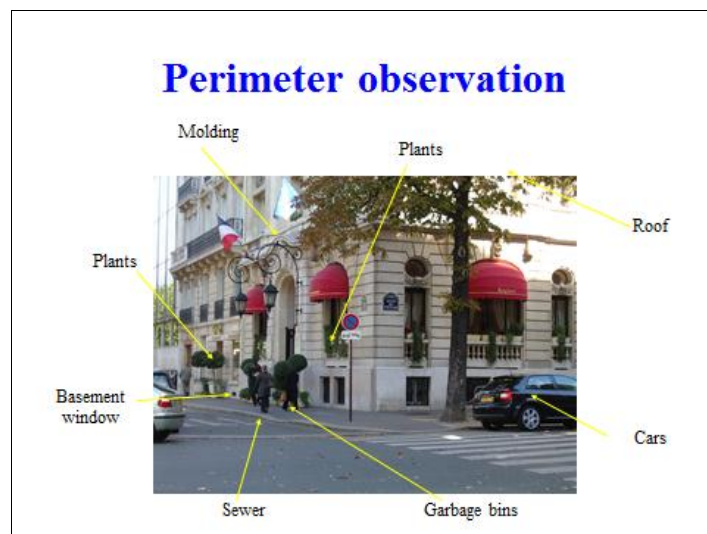 Perimeter observation
Molding
Plants
Roof
Plants
Basement
window
Cars
Sewer
Garbage bins